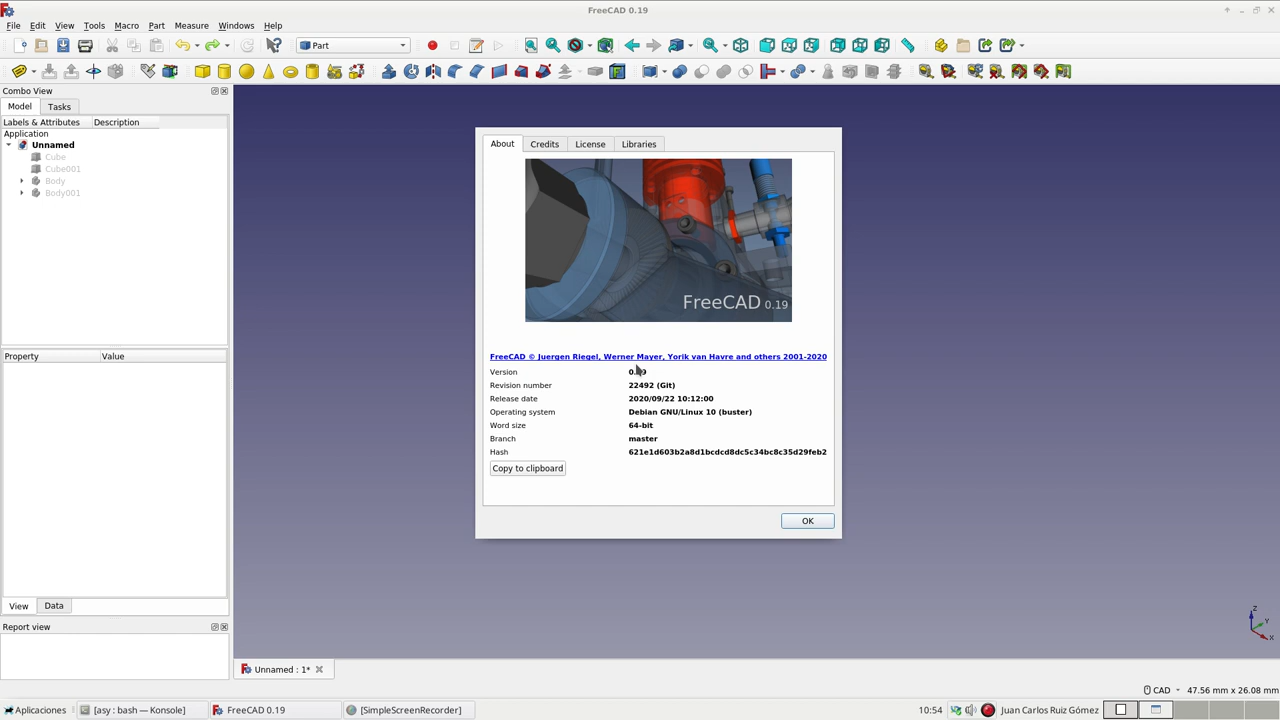 FreeCAD 0.19
File Edit View Tools Macro Part Measure Windows Help
Part
Combo View
Model Tasks
Labels & Attributes Description
Application
Unnamed
Cube
Cube001
Body
Body001
Property Value
View Data
Report view
About Credits License Libraries
FreeCAD 0.19
FreeCAD © Juergen Riegel, Werner Mayer, Yorik van Havre and others 2001-2020
Version
Revision number 22492 (Git)
Release date 2020/09/22 10:12:00
Operating system Debian GNU/Linux 10 (buster)
Word size 64-bit
Branch master
Hash 621e1d603b2a8d1bcdcd8dc5c34bc8c35d29feb2
Copy to clipboard
OK
Z
Y
X
Unnamed : 1*
CAD 47.56 mm x 26.08 mm
Aplicaciones [asy : bash — Konsole] FreeCAD 0.19 [SimpleScreenRecorder] 10:54 Juan Carlos Ruiz Gómez